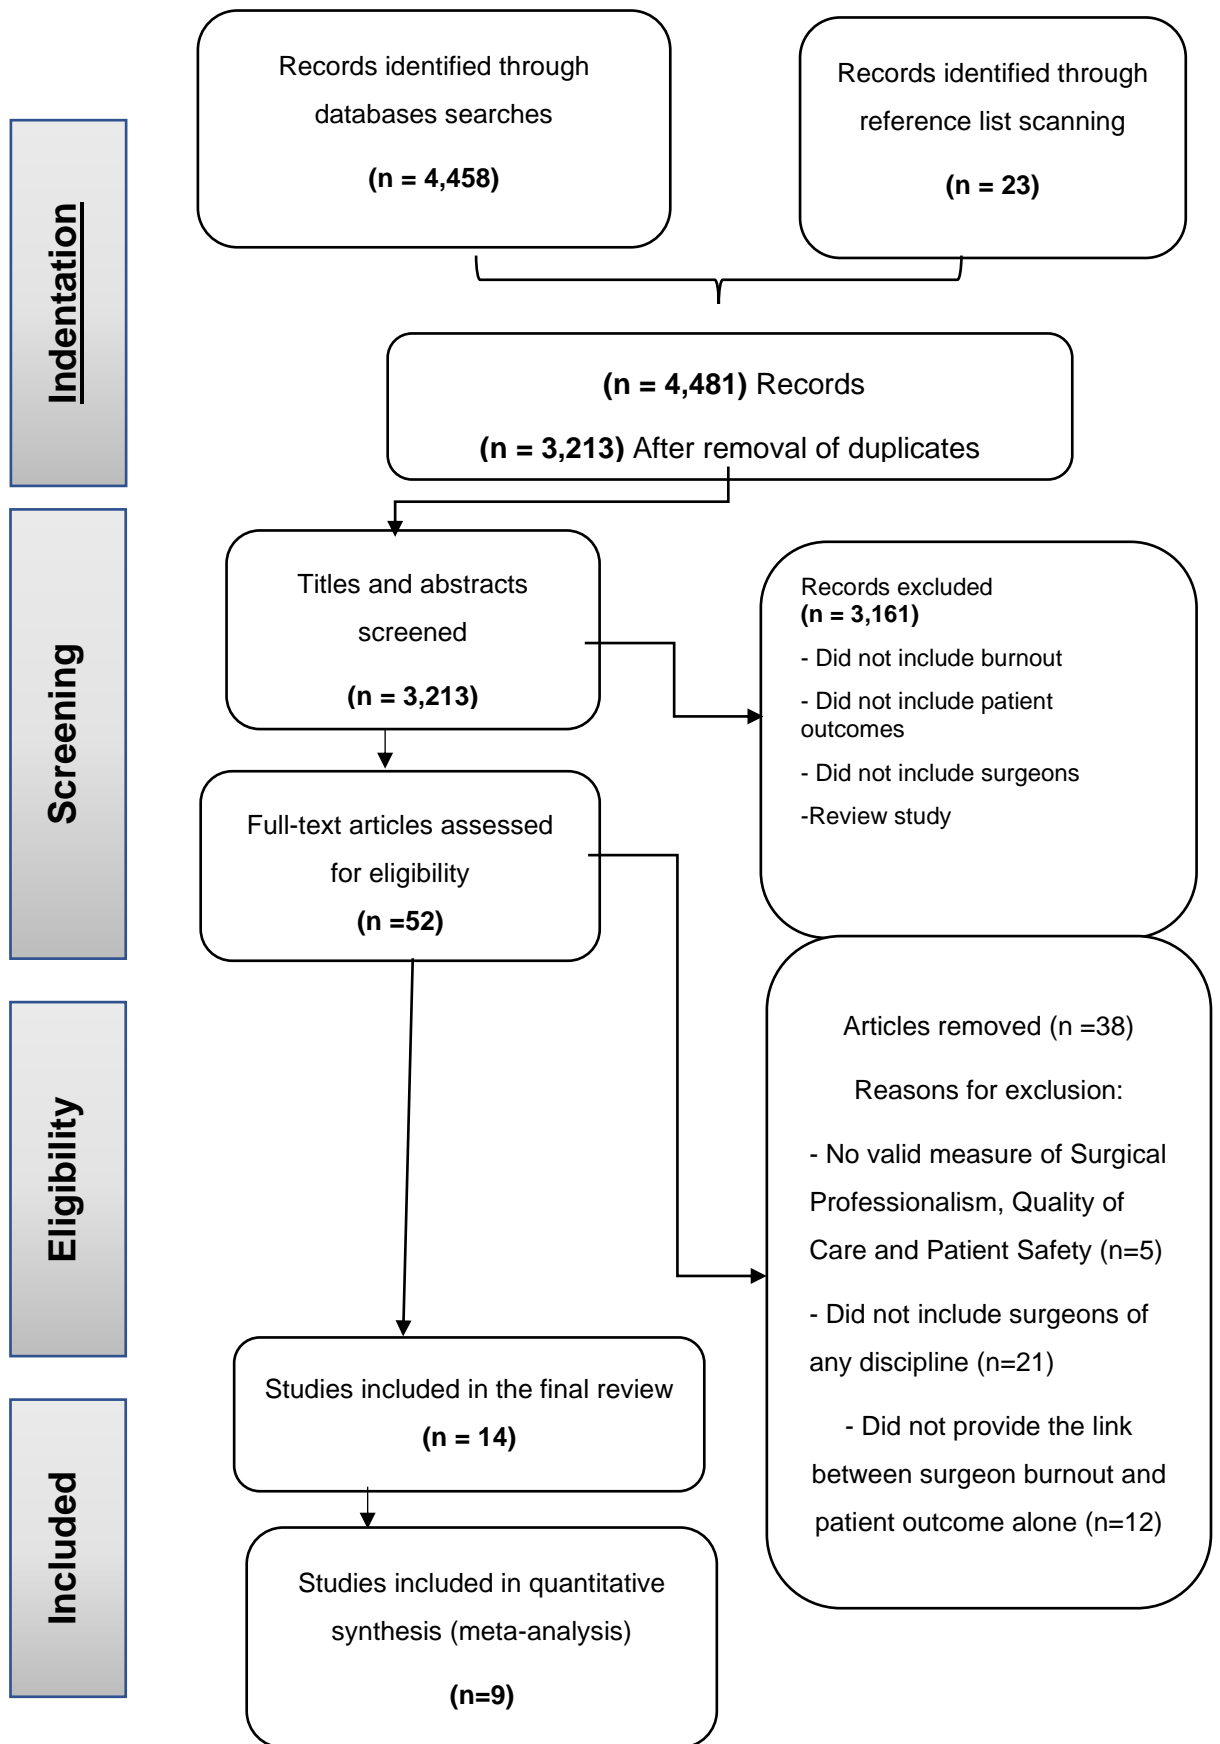 Records identified through
databases searches
(n = 4,458)
Records identified through
reference list scanning
(n = 23)
Indentation
(n = 4,481) Records
(n = 3,213) After removal of duplicates
Screening
Titles and abstracts
screened
(n = 3,213)
Records excluded
(n = 3,161)
- Did not include burnout
- Did not include patient
outcomes
- Did not include surgeons
-Review study
Full-text articles assessed
for eligibility
(n =52)
Eligibility
Articles removed (n =38)
Reasons for exclusion:
- No valid measure of Surgical
Professionalism, Quality of
Care and Patient Safety (n=5)
- Did not include surgeons of
any discipline (n=21)
- Did not provide the link
between surgeon burnout and
patient outcome alone (n=12)
Included
Studies included in the final review
(n = 14)
Studies included in quantitative
synthesis (meta-analysis)
(n=9)